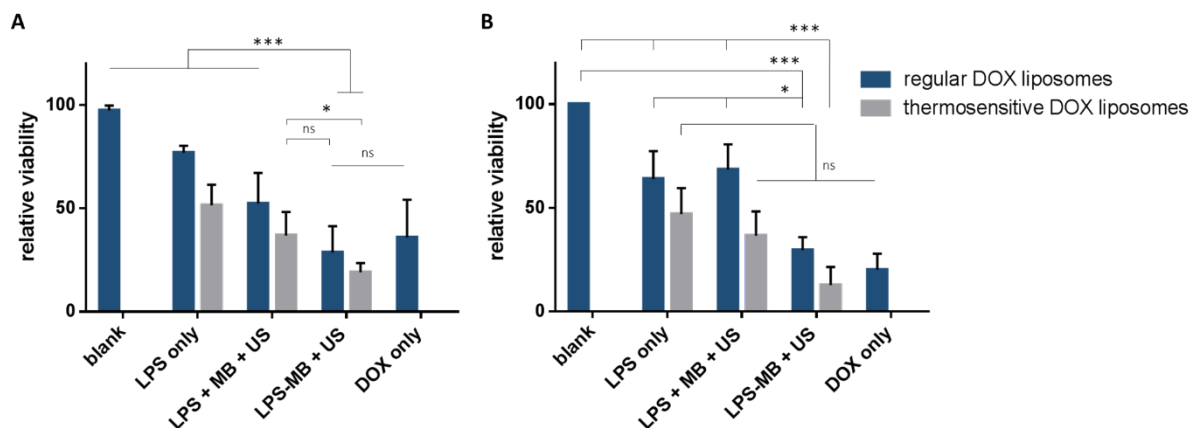 A
relative viability
100
50
0
***
*
ns
ns
blank
LPS only
LPS + MB + US
LPS-MB + US
DOX only
B
relative viability
100
50
0
***
***
*
ns
blank
LPS only
LPS + MB + US
LPS-MB + US
DOX only
regular DOX liposomes
thermosensitive DOX liposomes